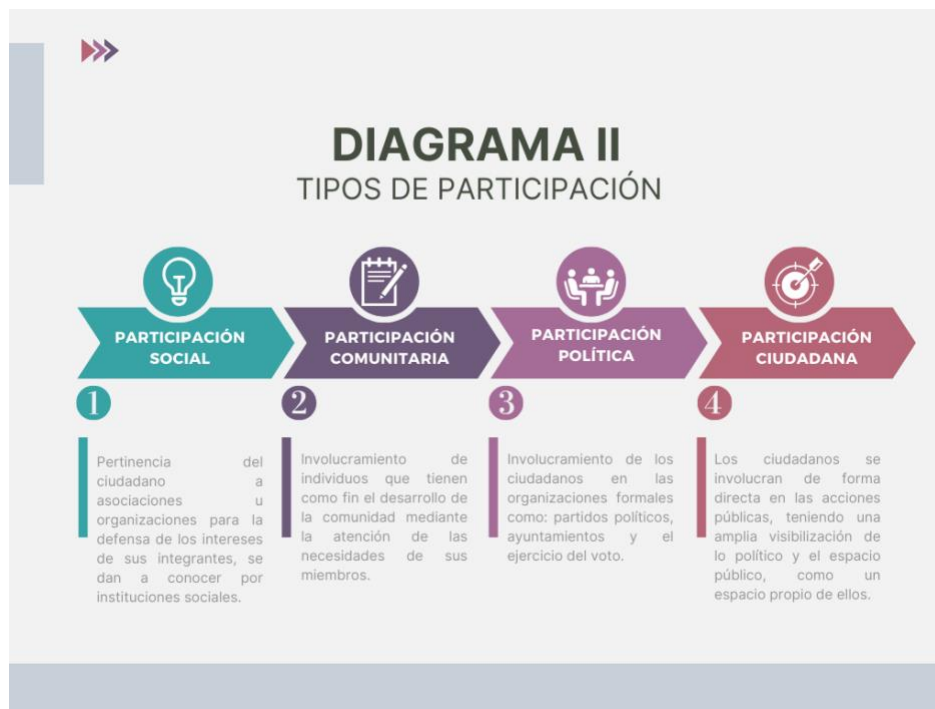 DIAGRAMA II
TIPOS DE PARTICIPACIÓN
PARTICIPACIÓN
SOCIAL
PARTICIPACIÓN
COMUNITARIA
PARTICIPACIÓN
POLÍTICA
PARTICIPACIÓN
CIUDADANA
1
Pertinencia del
ciudadano a
asociaciones u
organizaciones para la
defensa de los intereses
de sus integrantes, se
dan a conocer por
instituciones sociales.
2
Involucramiento de
individuos que tienen
como fin el desarrollo de
la comunidad mediante
la atención de las
necesidades de sus
miembros.
3
Involucramiento de los
ciudadanos en las
organizaciones formales
como: partidos políticos,
ayuntamientos y el
ejercicio del voto.
4
Los ciudadanos se
involucran de forma
directa en las acciones
públicas, teniendo una
amplia visibilización de
lo político y el espacio
público, como un
espacio propio de ellos.